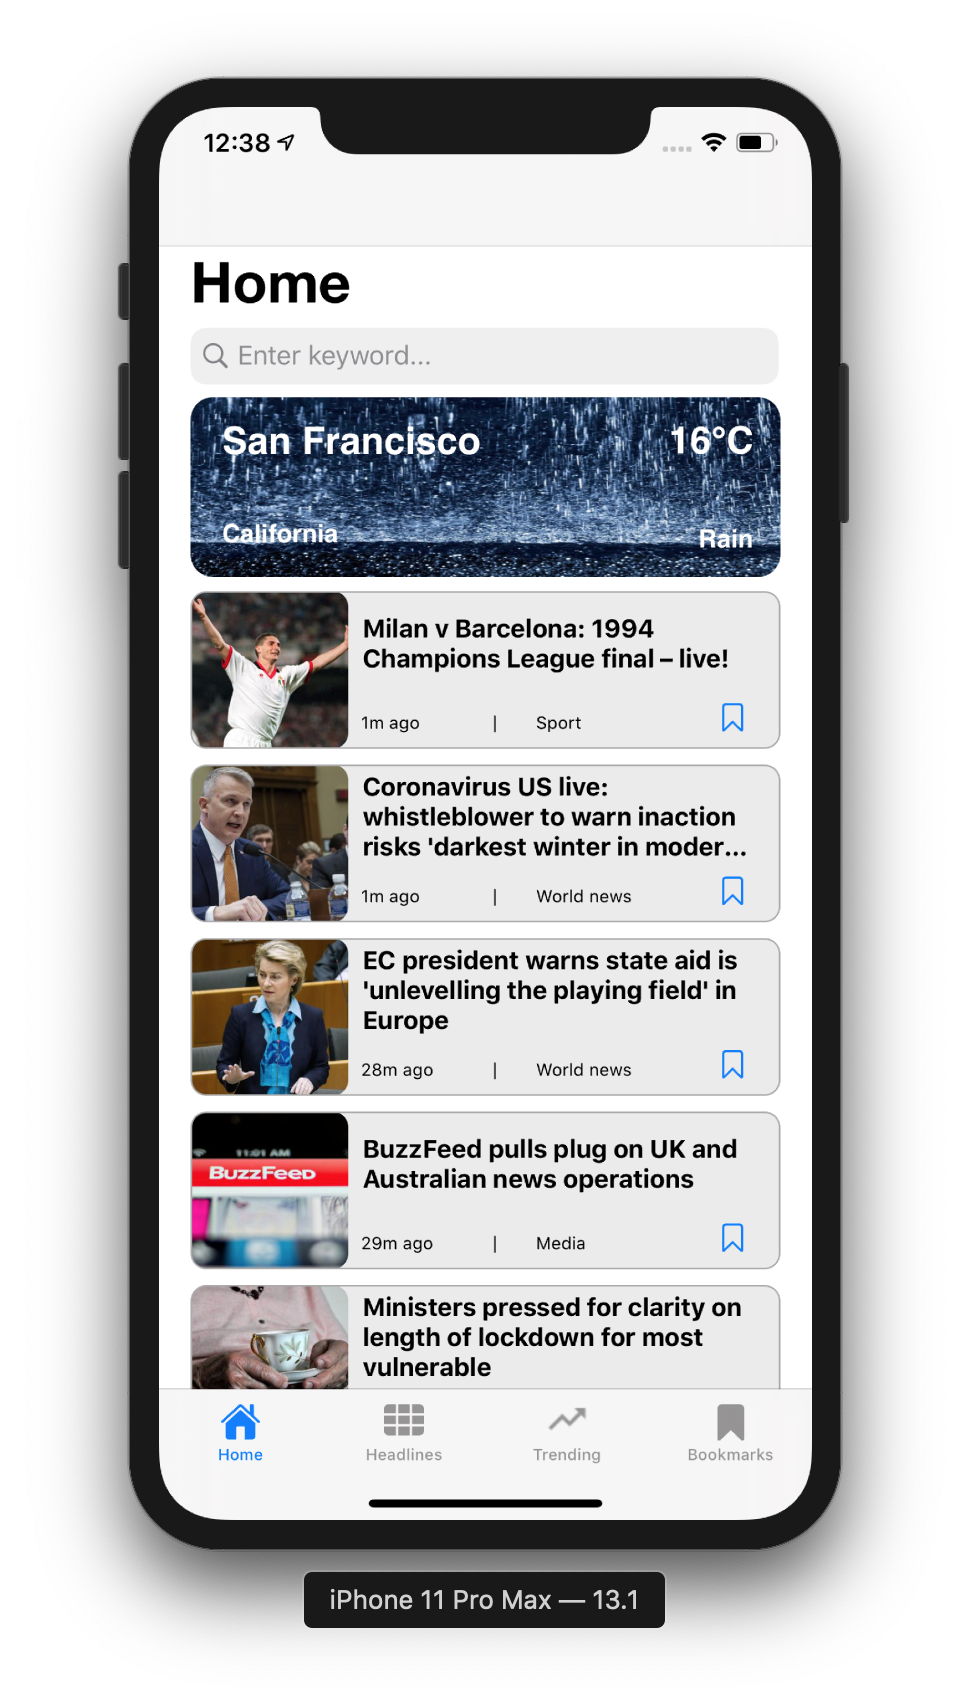 12:38
Home
Enter keyword...
San Francisco
16°C
California
Rain
Milan v Barcelona: 1994
Champions League final – live!
1m ago | Sport
Coronavirus US live:
whistleblower to warn inaction
risks 'darkest winter in moder...
1m ago | World news
EC president warns state aid is
'unlevelling the playing field' in
Europe
28m ago | World news
11:01 AM
BuzzFeed
BuzzFeed pulls plug on UK and
Australian news operations
29m ago | Media
Ministers pressed for clarity on
length of lockdown for most
vulnerable
Home
Headlines
Trending
Bookmarks
iPhone 11 Pro Max — 13.1